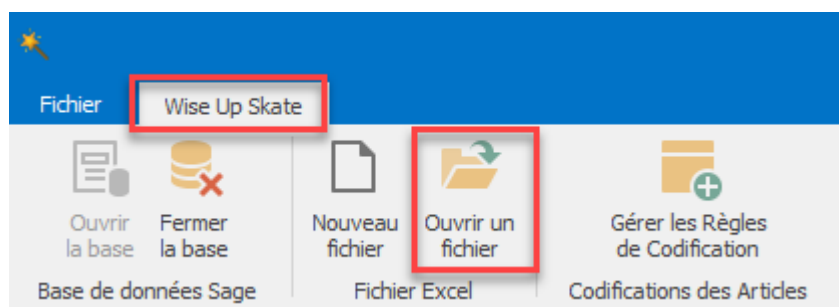 Fichier
Wise Up Skate
Ouvrir
la base
Fermer
la base
Nouveau
fichier
Ouvrir un
fichier
Gérer les Règles
de Codification
Base de données Sage
Fichier Excel
Codifications des Articles